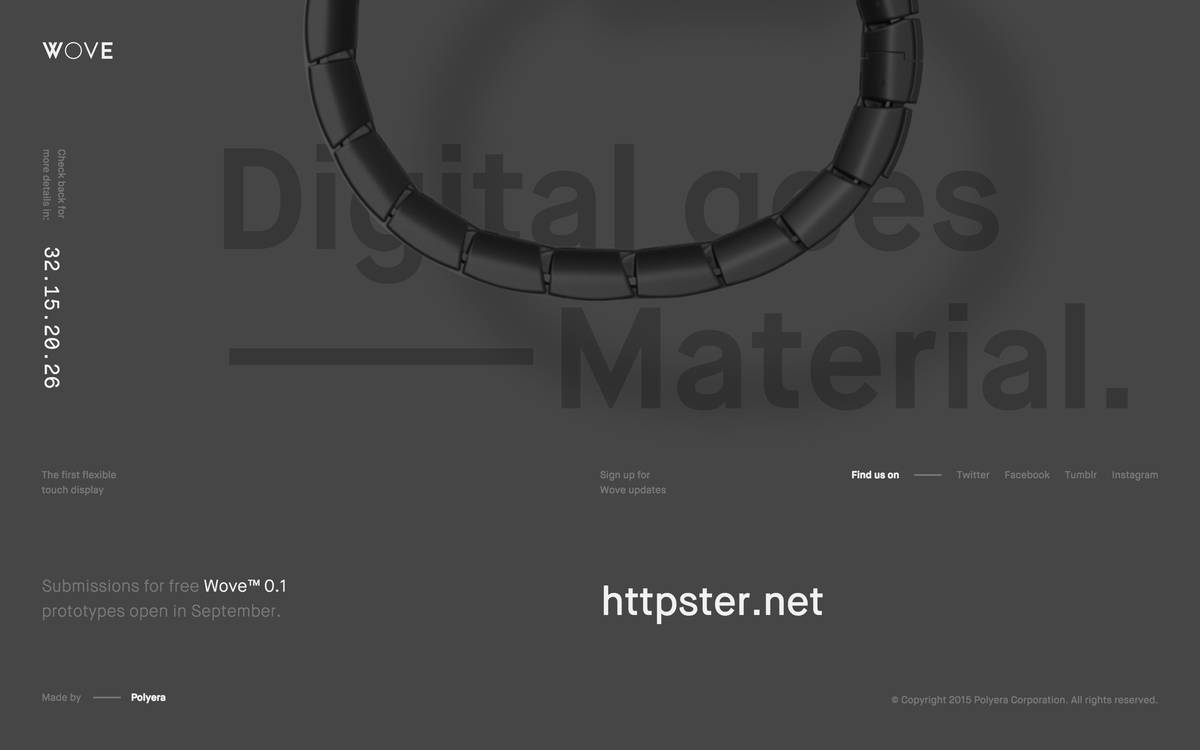 WOVE
Check back for
more details in:
32.15.20.26
Digital goes
Material.
The first flexible
touch display
Sign up for
Wove updates
Find us on
Twitter
Facebook
Tumblr
Instagram
Submissions for free Wove™ 0.1
prototypes open in September.
httpster.net
Made by
Polyera
© Copyright 2015 Polyera Corporation. All rights reserved.